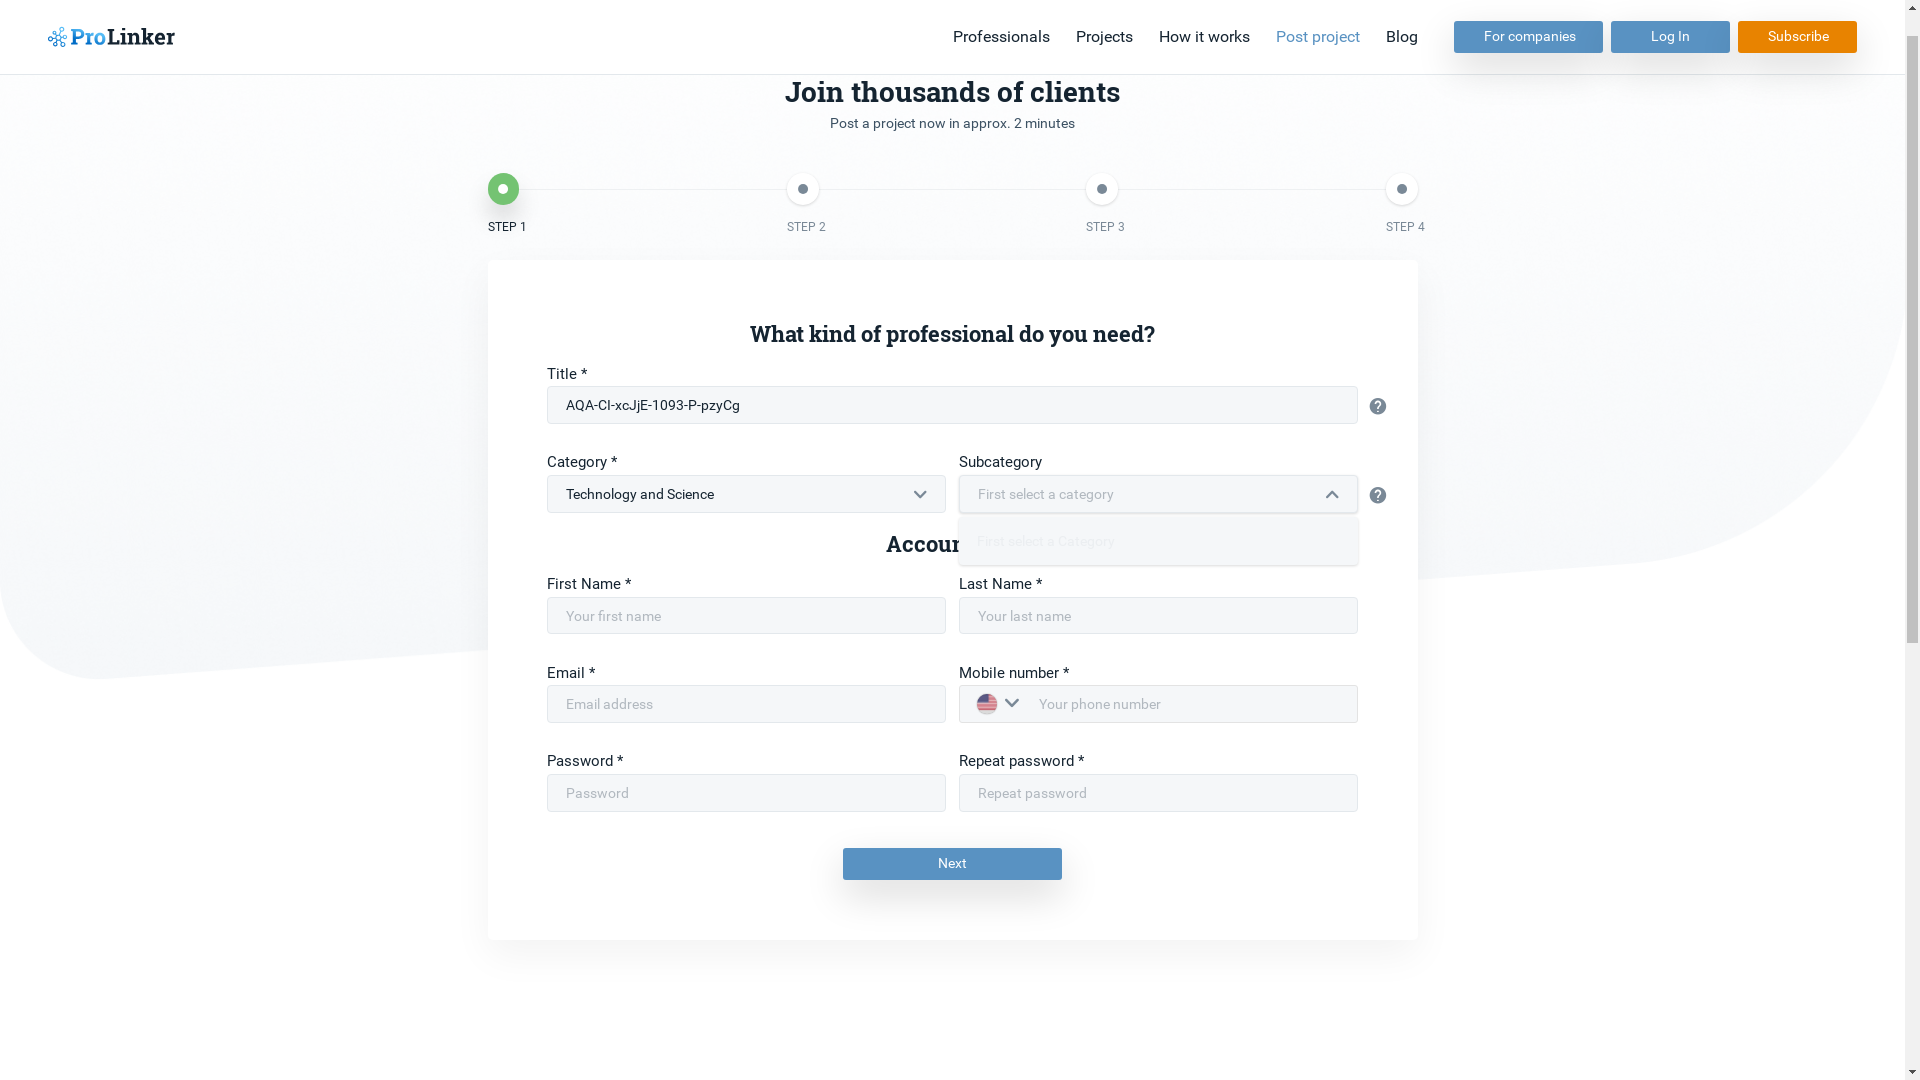 ProLinker
Professionals Projects How it works Post project Blog For companies Log In Subscribe
Join thousands of clients
Post a project now in approx. 2 minutes
STEP 1 STEP 2 STEP 3 STEP 4
What kind of professional do you need?
Title *
AQA-CI-xcJjE-1093-P-pzyCg
Category * Subcategory
Technology and Science First select a category
First select a Category
Accoun
First Name * Last Name *
Your first name Your last name
Email * Mobile number *
Email address Your phone number
Password * Repeat password *
Password Repeat password
Next